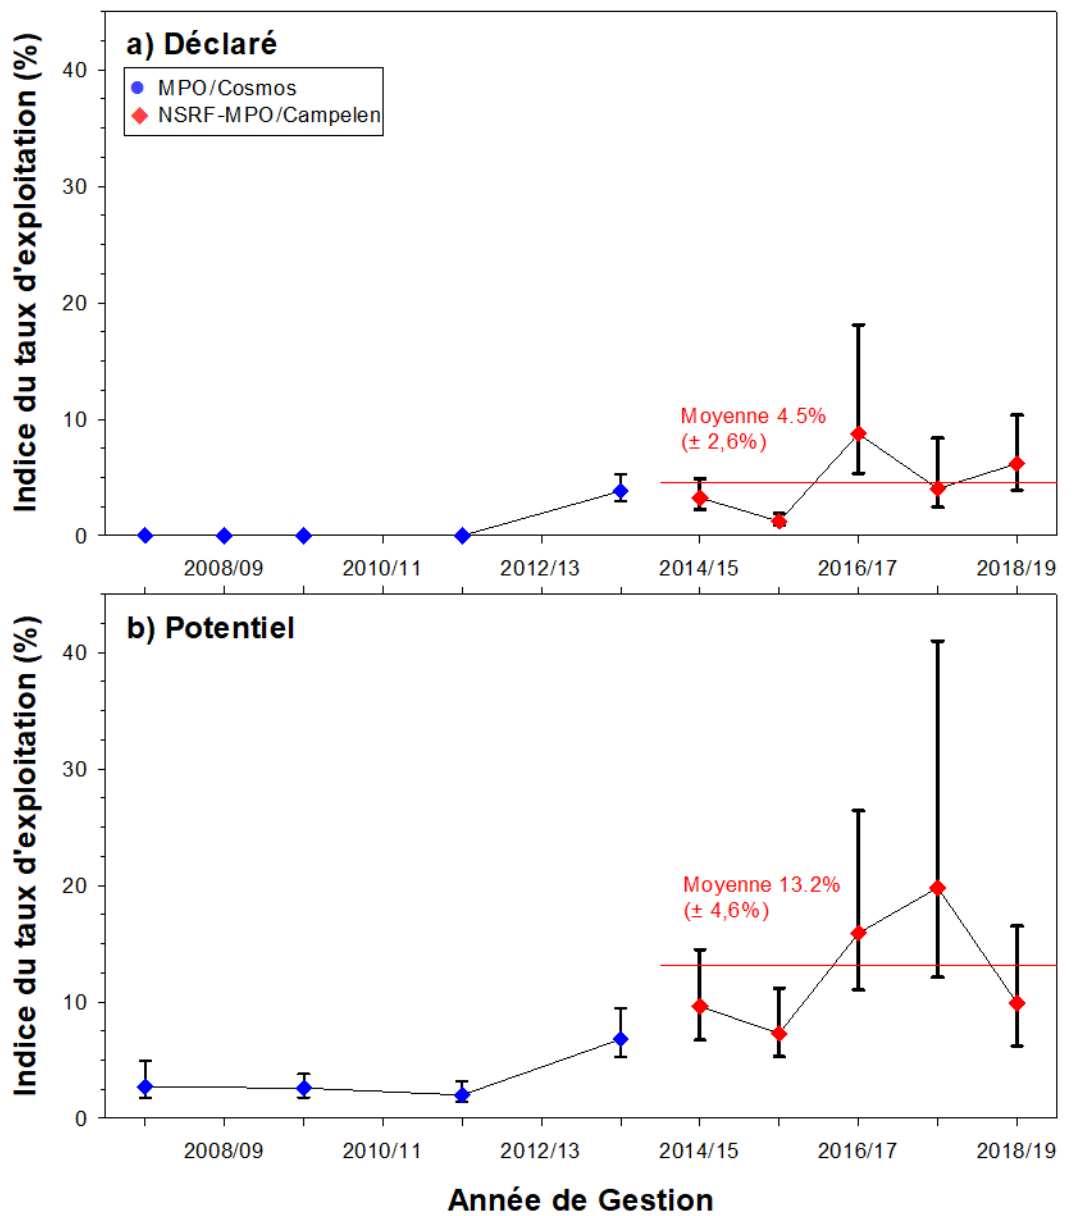 a) Déclaré
MPO/Cosmos
NSRF-MPO/Campelen
Indice du taux d'exploitation (%)
40
30
20
10
0
Moyenne 4.5%
(± 2,6%)
2008/09 2010/11 2012/13 2014/15 2016/17 2018/19
b) Potentiel
Indice du taux d'exploitation (%)
40
30
20
10
0
Moyenne 13.2%
(± 4,6%)
2008/09 2010/11 2012/13 2014/15 2016/17 2018/19
Année de Gestion